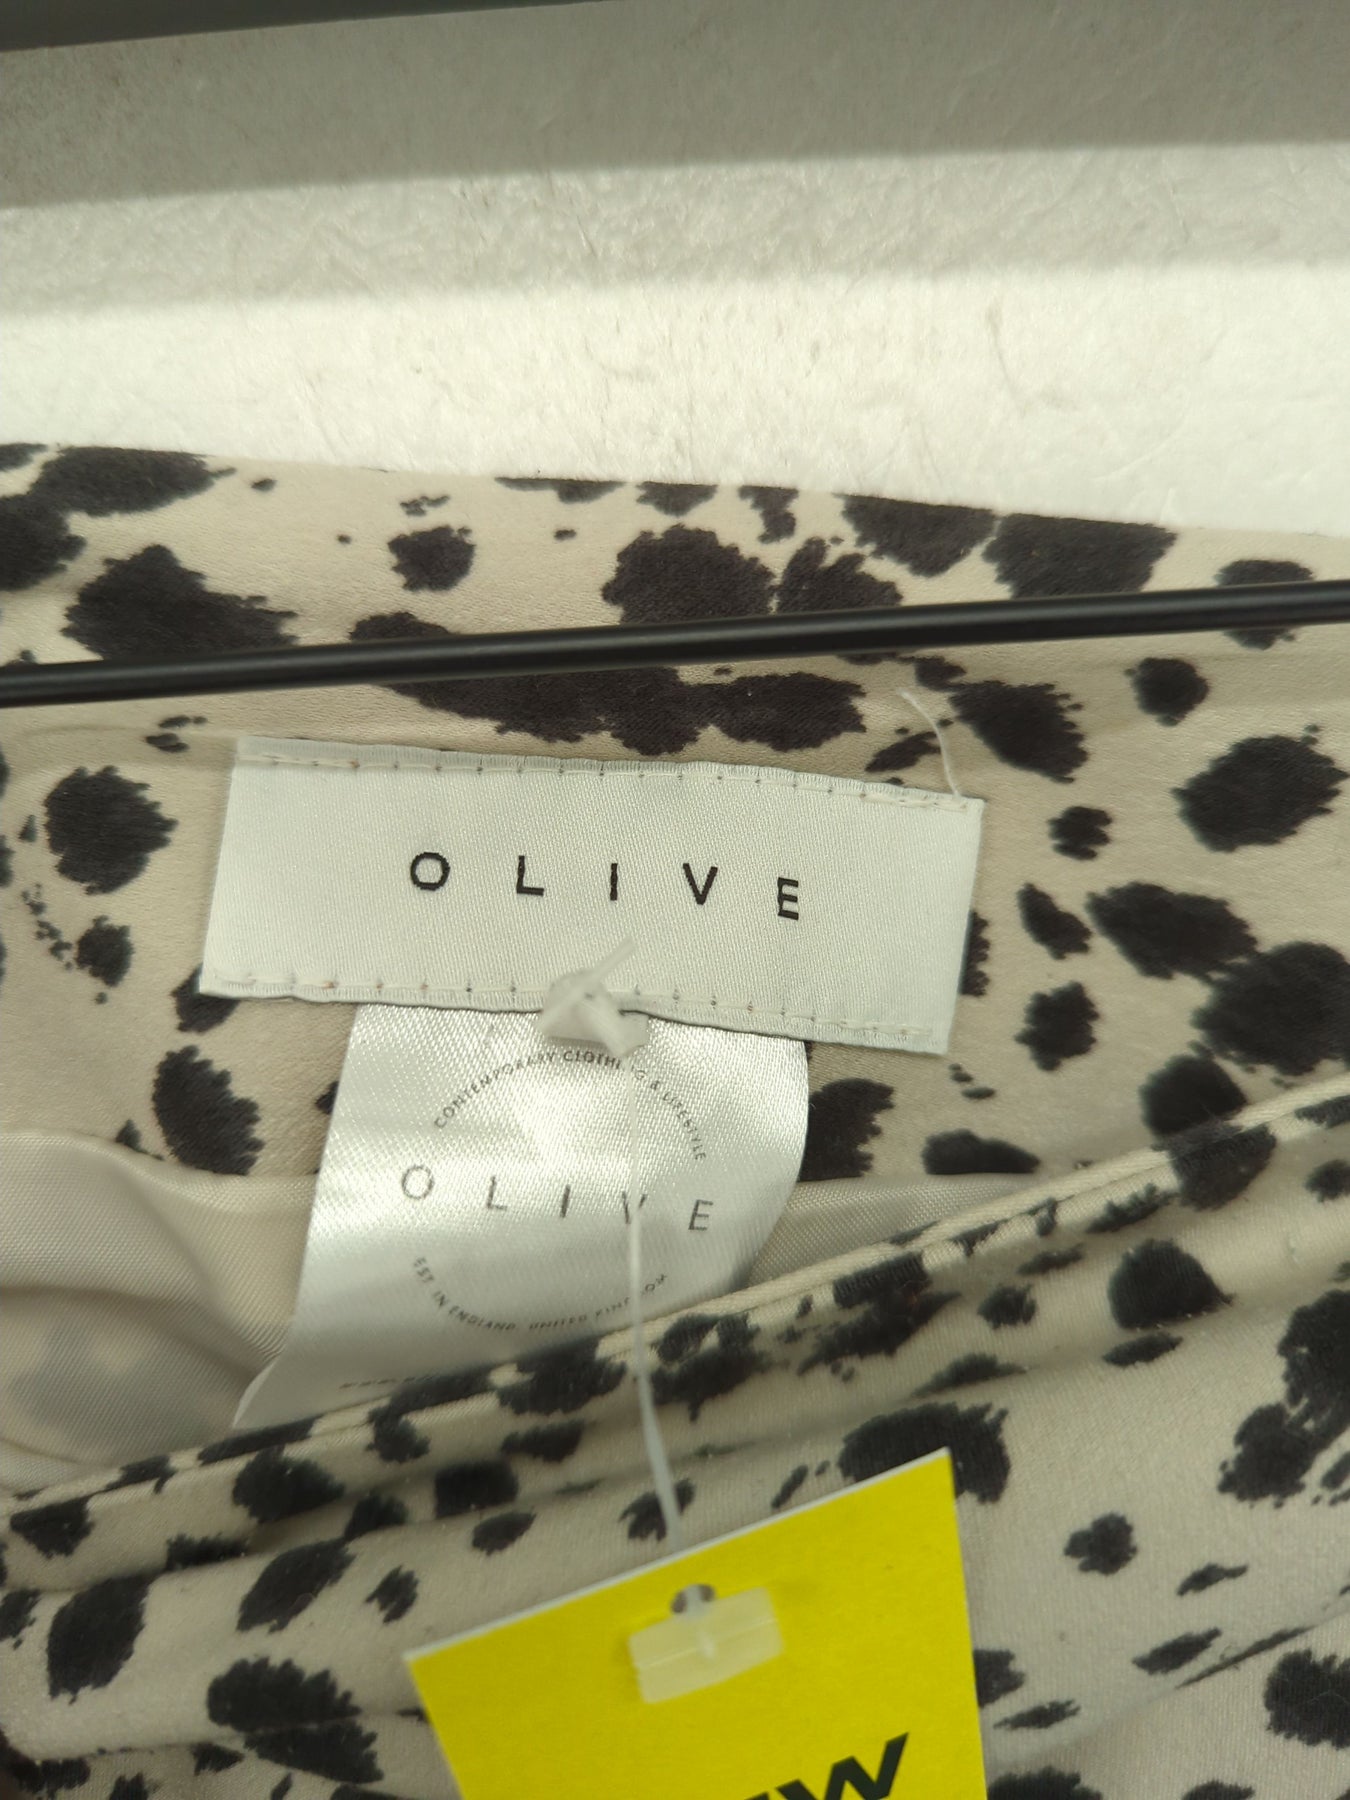 OLIVE
CONTEMPORARY CLOTHING & LIFESTYLE
OLIVE
EST IN ENGLAND, UNITED KINGDOM